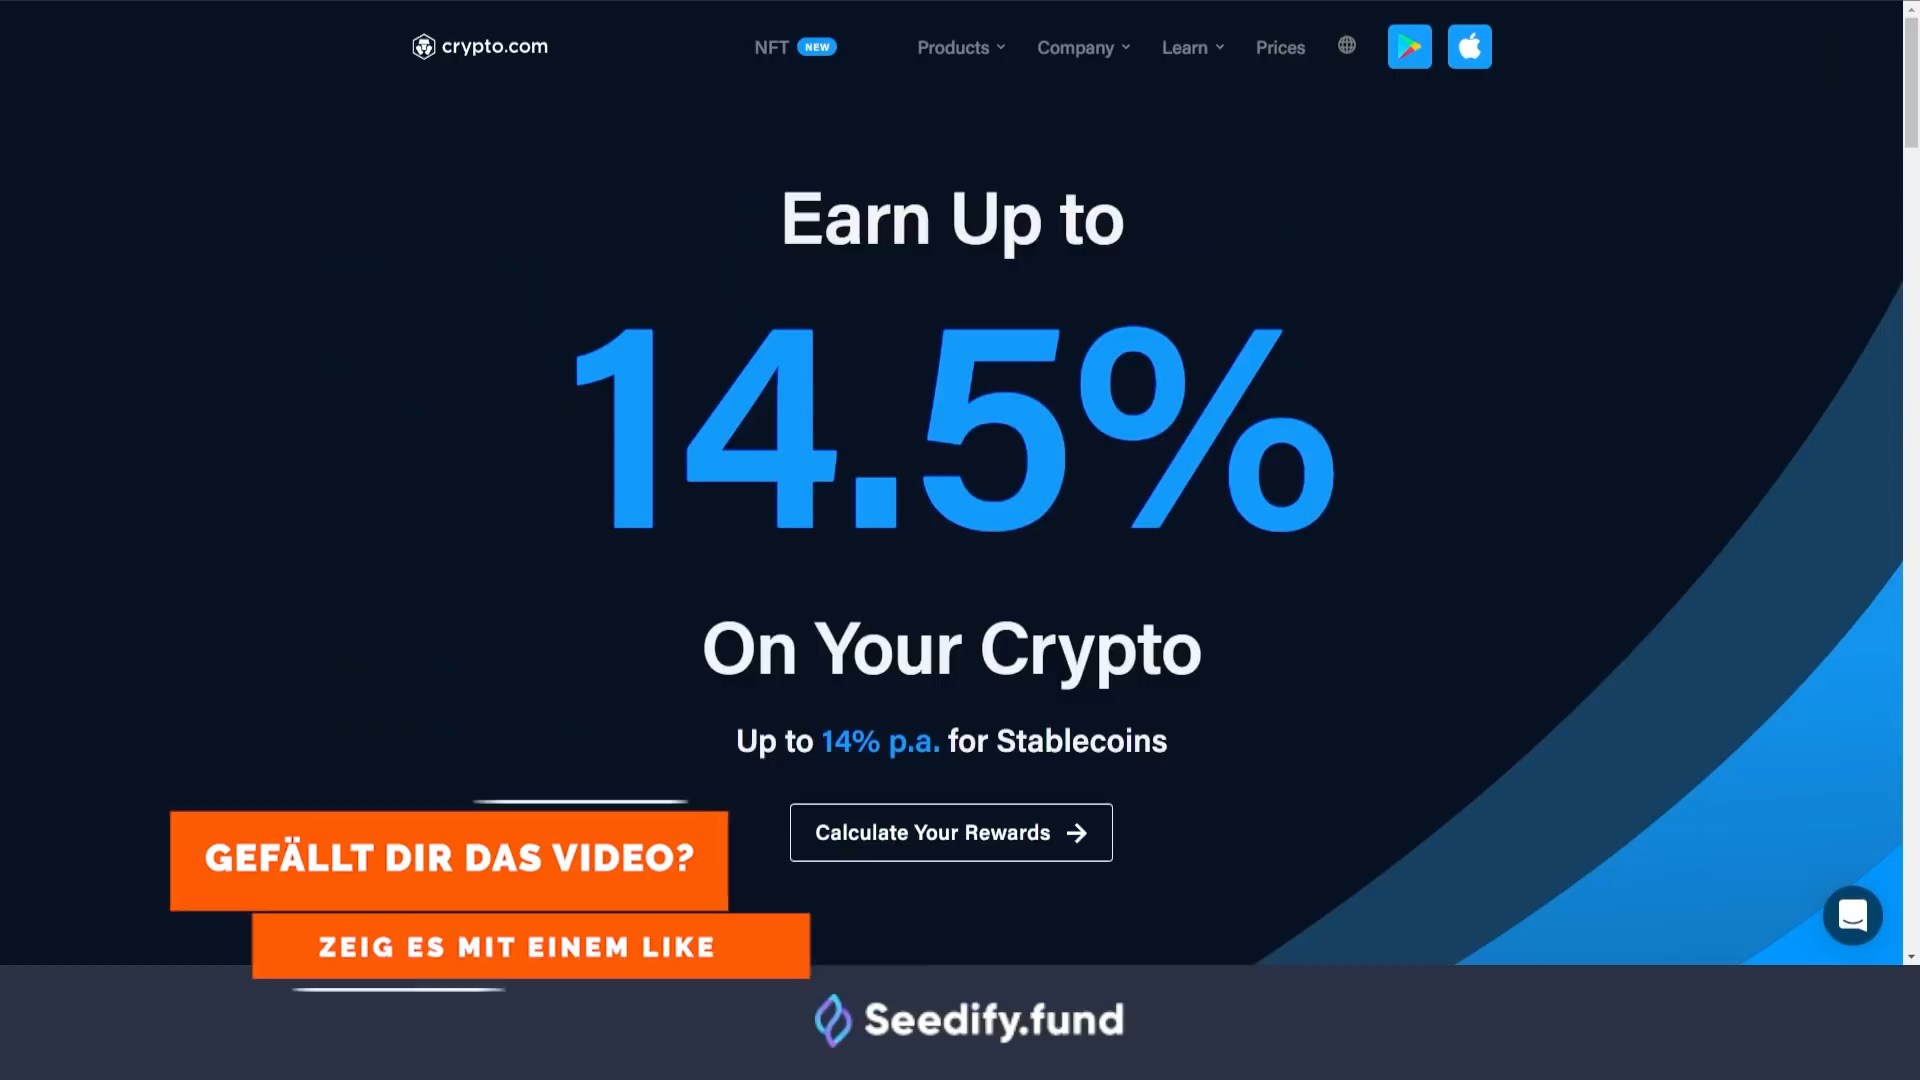 crypto.com
NFT NEW Products Company Learn Prices
Earn Up to
14.5%
On Your Crypto
Up to 14% p.a. for Stablecoins
Calculate Your Rewards
GEFÄLLT DIR DAS VIDEO?
ZEIG ES MIT EINEM LIKE
Seedify.fund